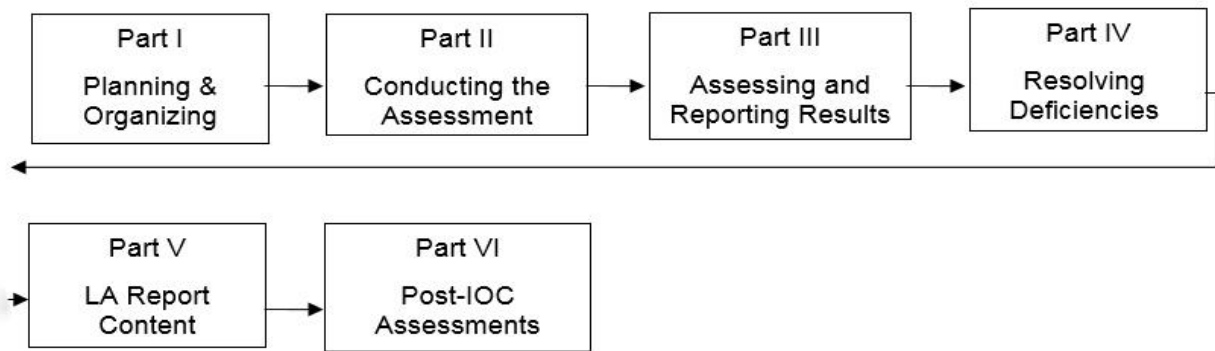 Part I
Planning &
Organizing
Part II
Conducting the
Assessment
Part III
Assessing and
Reporting Results
Part IV
Resolving
Deficiencies
Part V
LA Report
Content
Part VI
Post-IOC
Assessments